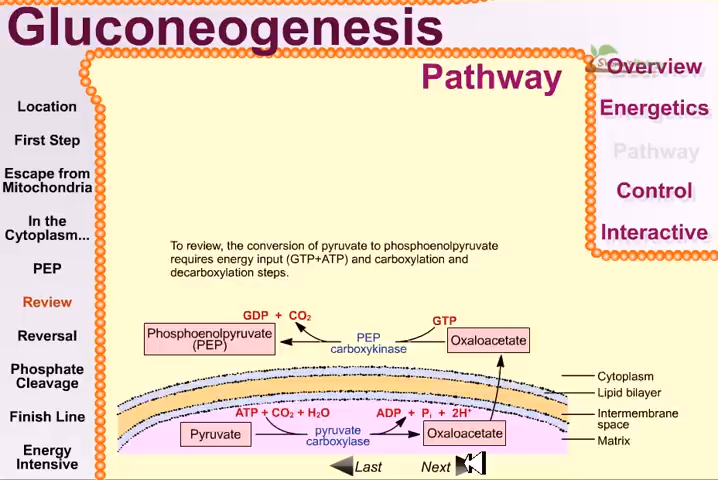 Gluconeogenesis
Pathway
Overview
Energetics
Pathway
Control
Interactive
Location
First Step
Escape from
Mitochondria
In the
Cytoplasm...
PEP
Review
Reversal
Phosphate
Cleavage
Finish Line
Energy
Intensive
To review, the conversion of pyruvate to phosphoenolpyruvate
requires energy input (GTP+ATP) and carboxylation and
decarboxylation steps.
GDP + CO₂
GTP
Phosphoenolpyruvate
(PEP)
PEP
carboxykinase
Oxaloacetate
Cytoplasm
Lipid bilayer
Intermembrane
space
Matrix
ATP + CO₂ + H₂O
ADP + Pᵢ + 2H⁺
Pyruvate
pyruvate
carboxylase
Oxaloacetate
Last
Next